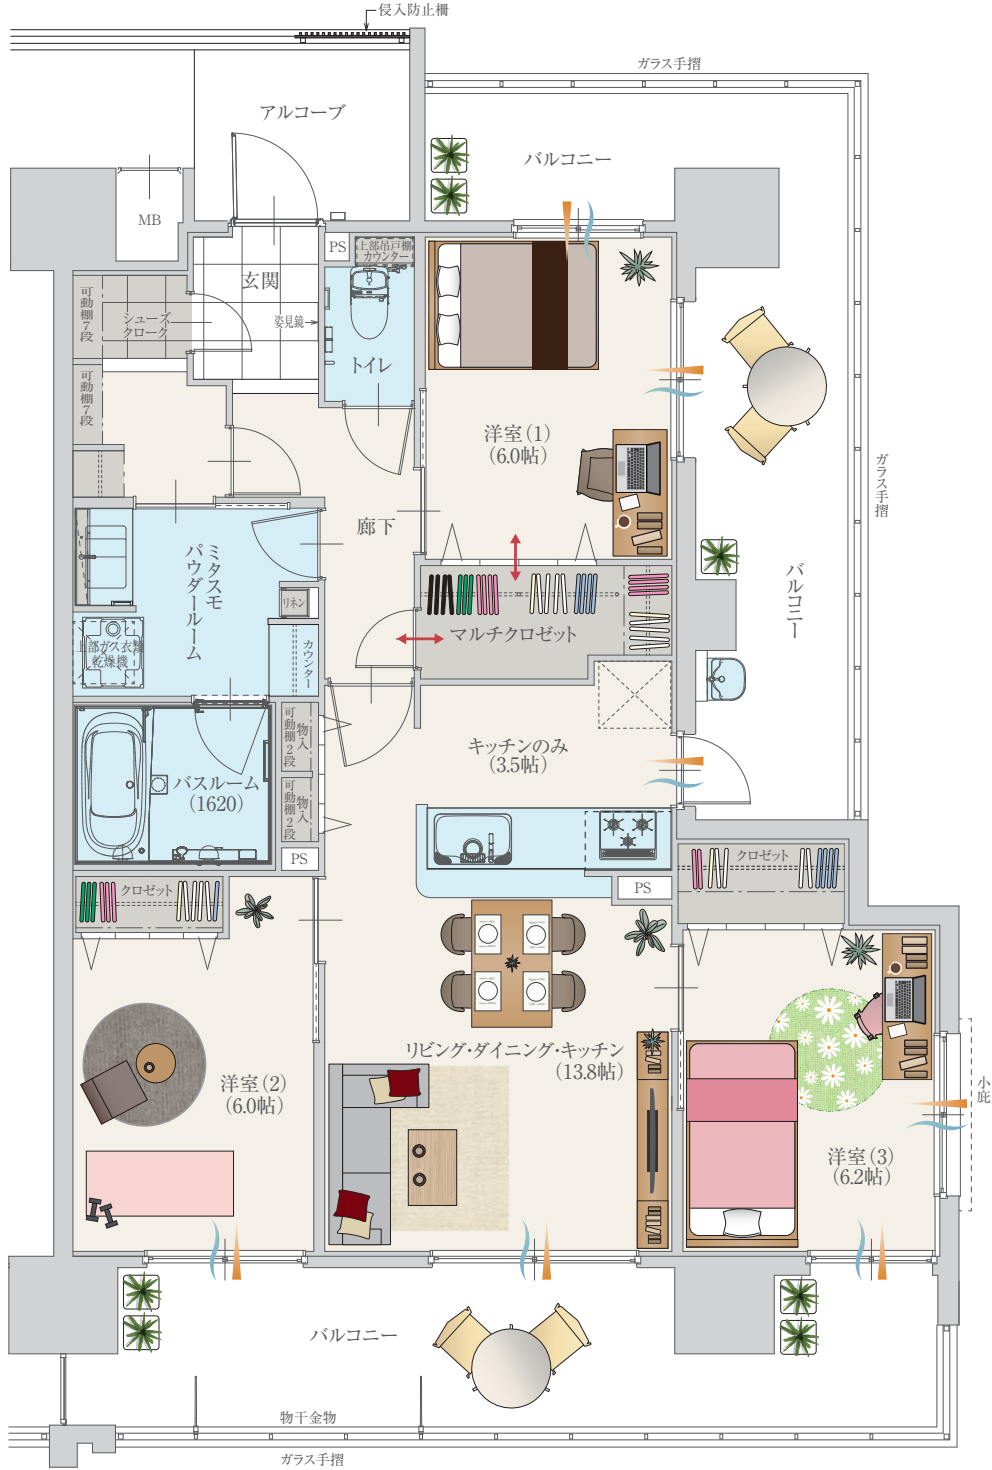 侵入防止柵
ガラス手摺
アルコーブ
バルコニー
MB
PS
上部吊戸棚
カウンター
玄関
可動棚7段
シューズ
クローク
姿見鏡
トイレ
可動棚7段
洋室(1)
(6.0帖)
ガラス手摺
廊下
ミタスモ
パウダールーム
バルコニー
リネン
マルチクロゼット
上部ガス衣類
乾燥機
カウンター
物入
可動棚2段
キッチンのみ
(3.5帖)
バスルーム
(1620)
物入
可動棚2段
PS
クロゼット
PS
クロゼット
リビング・ダイニング・キッチン
(13.8帖)
洋室(2)
(6.0帖)
小庇
洋室(3)
(6.2帖)
バルコニー
物干金物
ガラス手摺